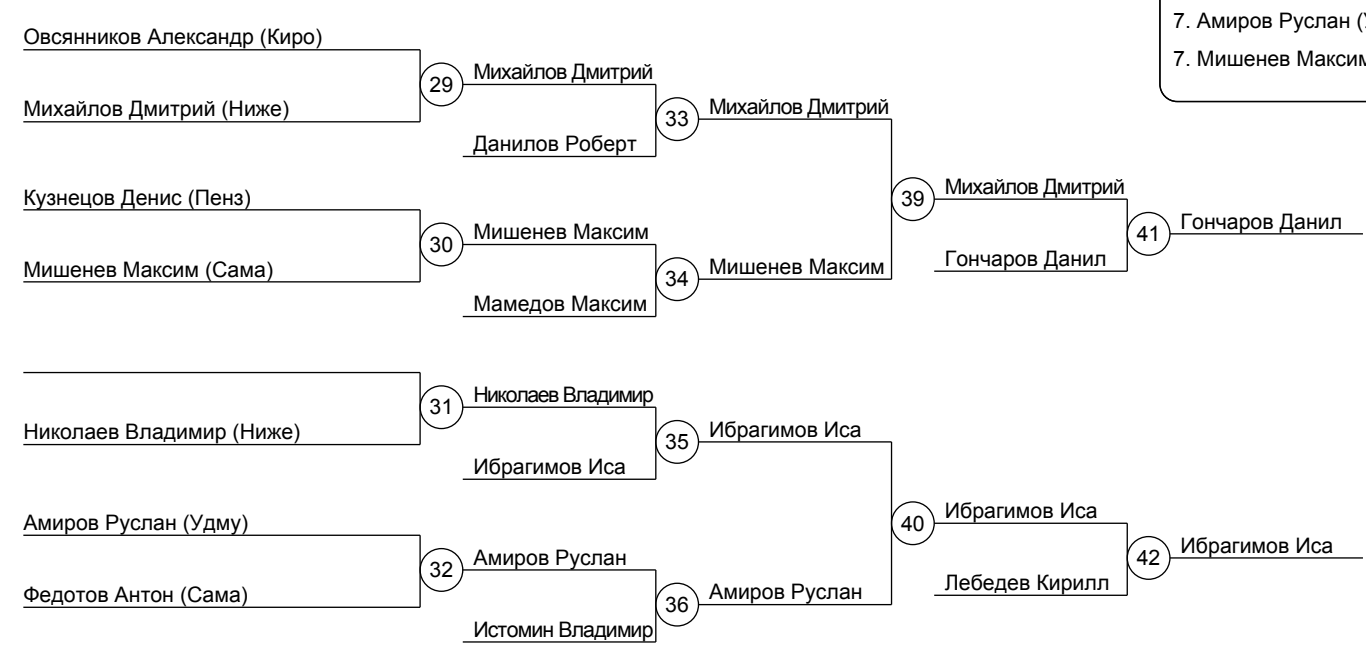 7. Амиров Руслан (
7. Мишенев Максим
Овсянников Александр (Киро)
29
Михайлов Дмитрий
Михайлов Дмитрий (Ниже)
33
Михайлов Дмитрий
Данилов Роберт
Кузнецов Денис (Пенз)
39
Михайлов Дмитрий
30
Мишенев Максим
41
Гончаров Данил
Мишенев Максим (Сама)
34
Мишенев Максим
Гончаров Данил
Мамедов Максим
31
Николаев Владимир
Николаев Владимир (Ниже)
35
Ибрагимов Иса
Ибрагимов Иса
Амиров Руслан (Удму)
40
Ибрагимов Иса
32
Амиров Руслан
42
Ибрагимов Иса
Федотов Антон (Сама)
36
Амиров Руслан
Лебедев Кирилл
Истомин Владимир